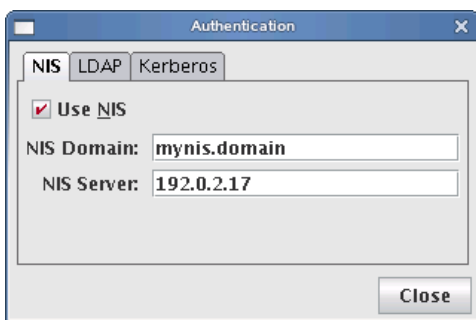 Authentication
NIS LDAP Kerberos
Use NIS
NIS Domain: mynis.domain
NIS Server: 192.0.2.17
Close